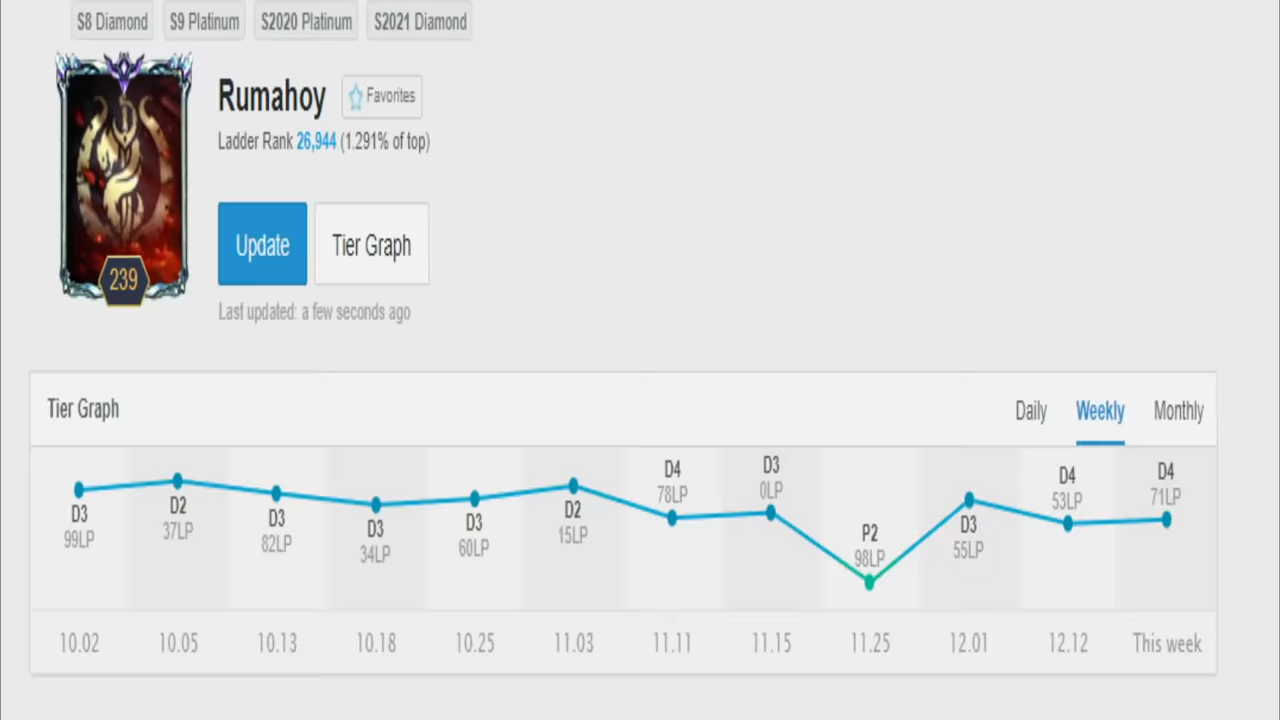 S8 Diamond S9 Platinum S2020 Platinum S2021 Diamond
Rumahoy Favorites
Ladder Rank 26,944 (1.291% of top)
Update Tier Graph
239
Last updated: a few seconds ago
Tier Graph Daily Weekly Monthly
D3 D2 D3 D3 D3 D2 D4 D3 P2 D3 D4 D4
99LP 37LP 82LP 34LP 60LP 15LP 78LP 0LP 98LP 55LP 53LP 71LP
10.02 10.05 10.13 10.18 10.25 11.03 11.11 11.15 11.25 12.01 12.12 This week